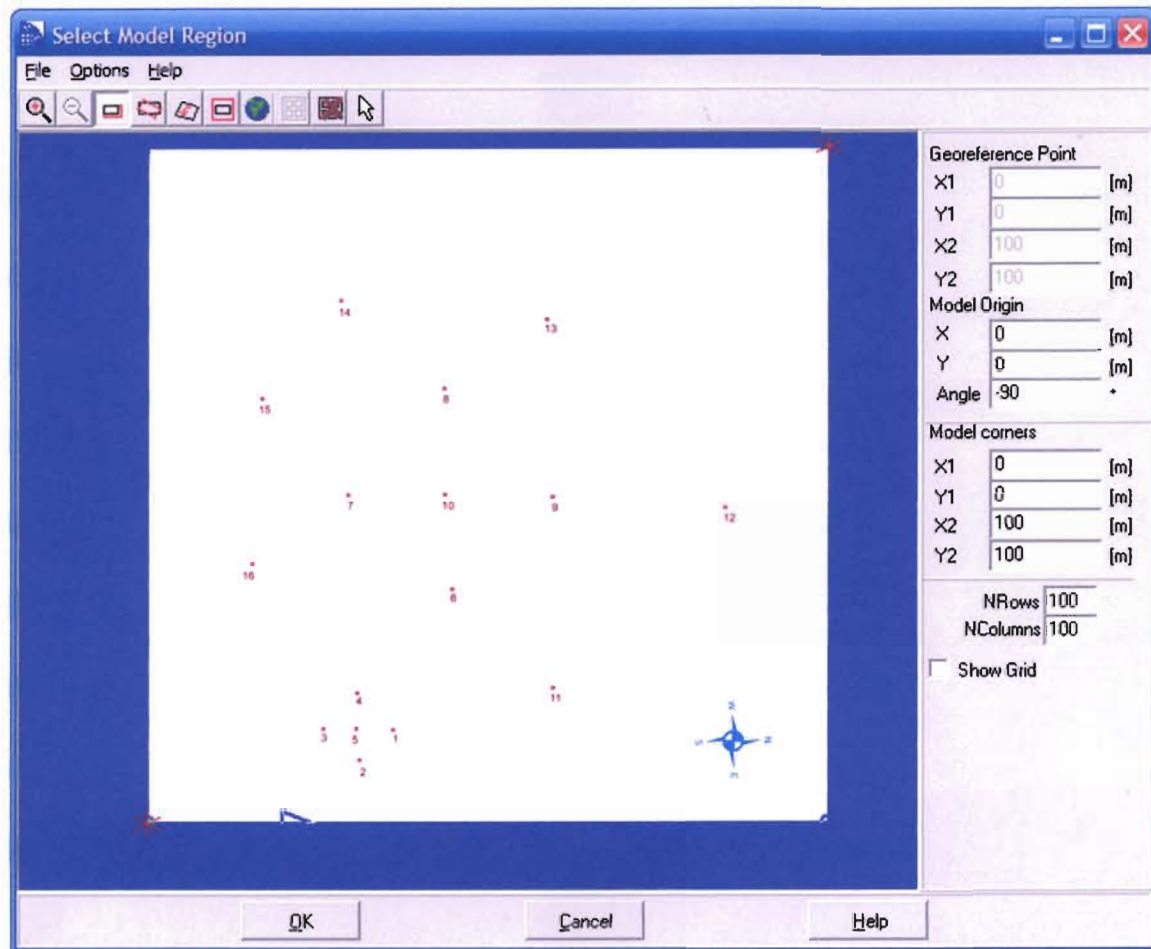 Select Model Region
File Options Help
Georeference Point
X1 0 [m]
Y1 0 [m]
X2 100 [m]
Y2 100 [m]
Model Origin
X 0 [m]
Y 0 [m]
Angle -90 °
Model corners
X1 0 [m]
Y1 0 [m]
X2 100 [m]
Y2 100 [m]
NRows 100
NColumns 100
Show Grid
14
13
8
15
7
10
9
12
16
6
4
11
3
5
1
2
OK
Cancel
Help